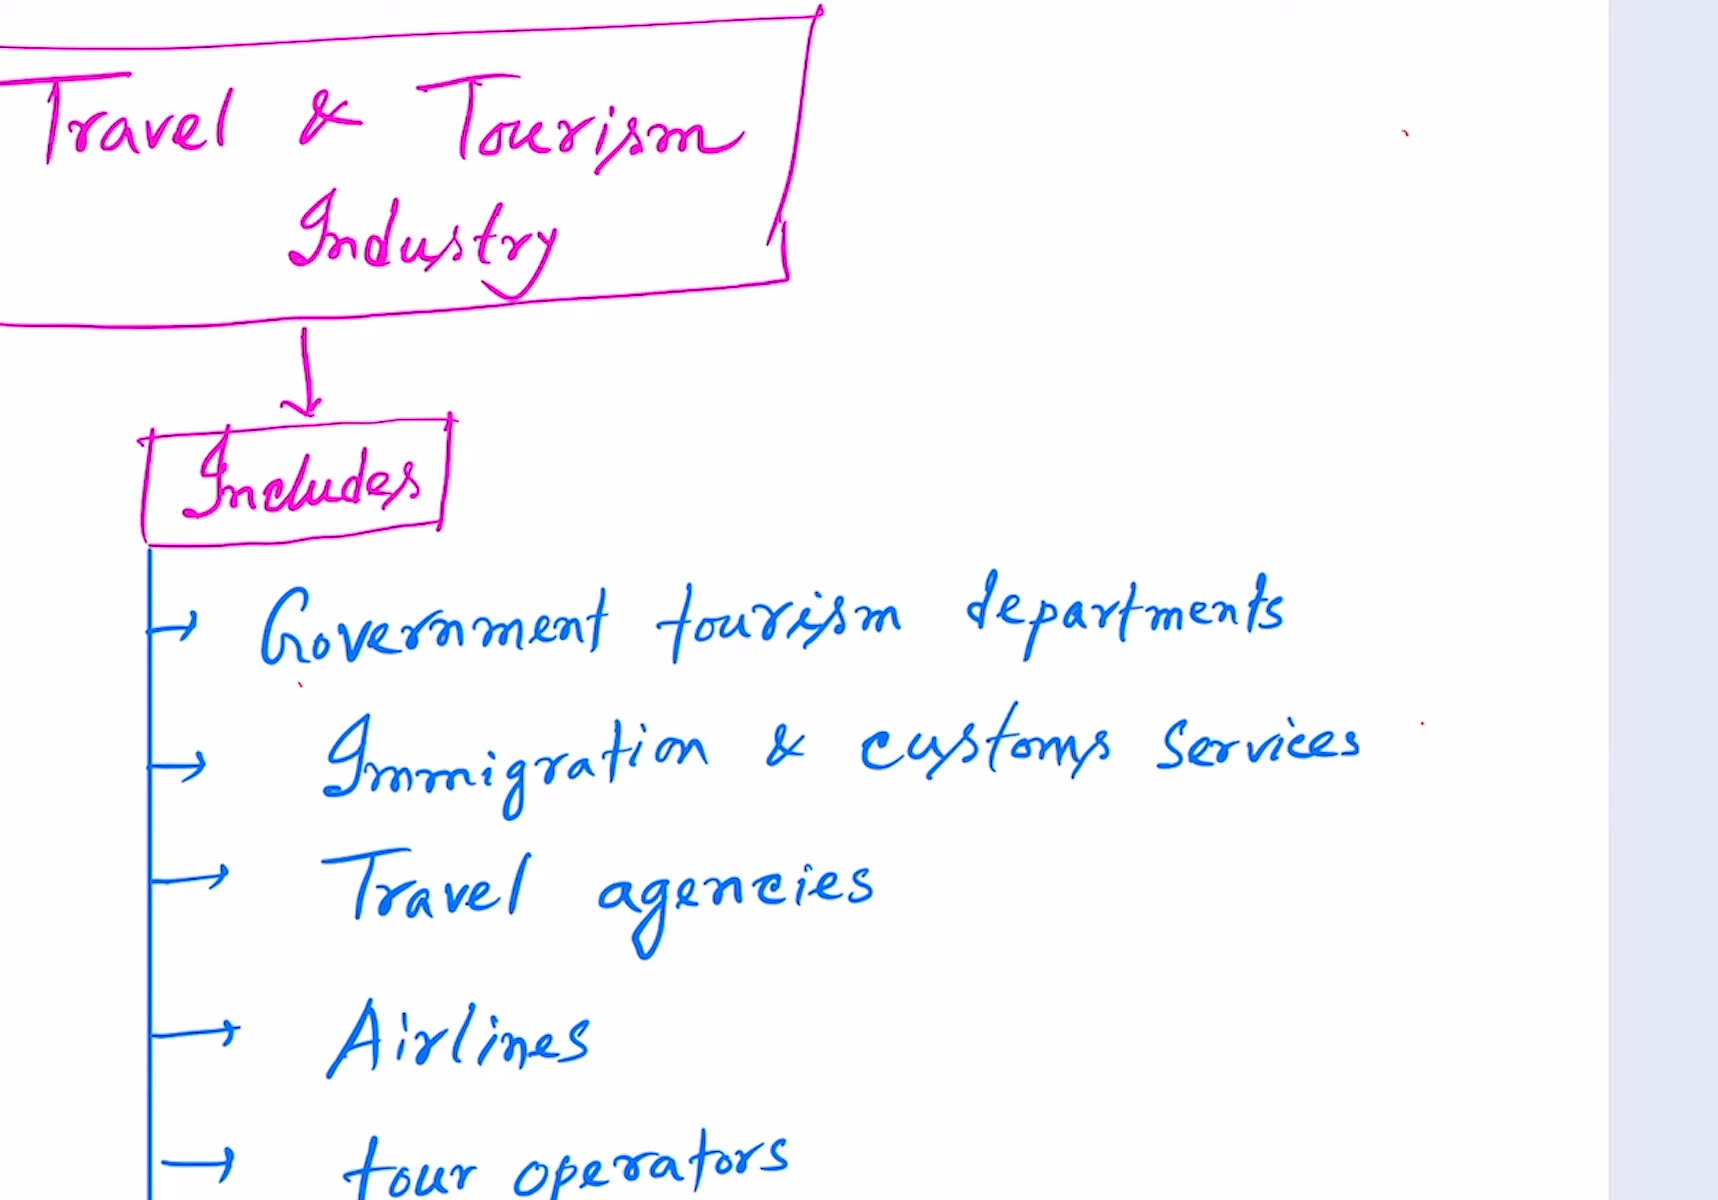 Travel & Tourism
Industry
Includes
Government tourism departments
Immigration & customs services
Travel agencies
Airlines
tour operators